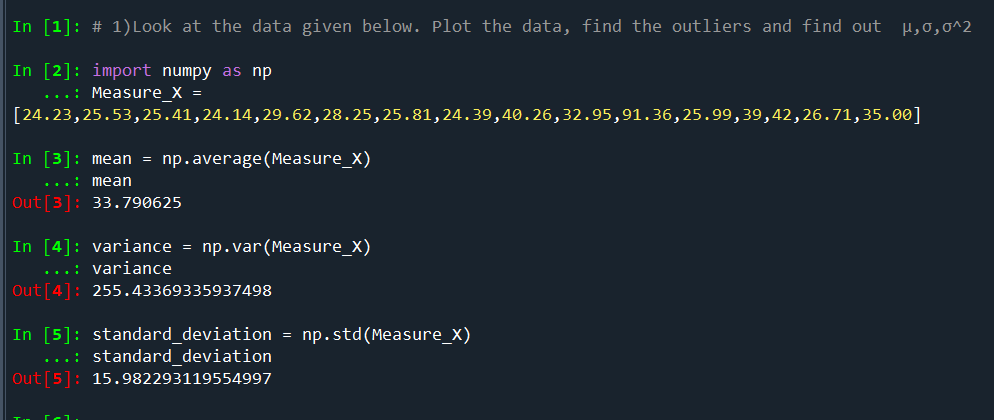 In [1]: # 1)Look at the data given below. Plot the data, find the outliers and find out  μ,σ,σ^2
In [2]: import numpy as np
...: Measure_X =
[24.23,25.53,25.41,24.14,29.62,28.25,25.81,24.39,40.26,32.95,91.36,25.99,39,42,26.71,35.00]
In [3]: mean = np.average(Measure_X)
...: mean
Out[3]: 33.790625
In [4]: variance = np.var(Measure_X)
...: variance
Out[4]: 255.43369335937498
In [5]: standard_deviation = np.std(Measure_X)
...: standard_deviation
Out[5]: 15.982293119554997